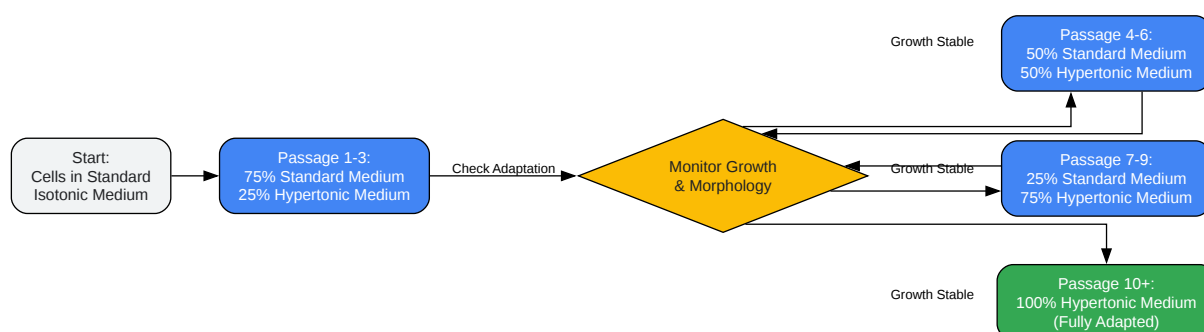 Start:
Cells in Standard
Isotonic Medium
Passage 1-3:
75% Standard Medium
25% Hypertonic Medium
Check Adaptation
Monitor Growth
& Morphology
Growth Stable
Passage 4-6:
50% Standard Medium
50% Hypertonic Medium
Growth Stable
Passage 7-9:
25% Standard Medium
75% Hypertonic Medium
Growth Stable
Passage 10+:
100% Hypertonic Medium
(Fully Adapted)